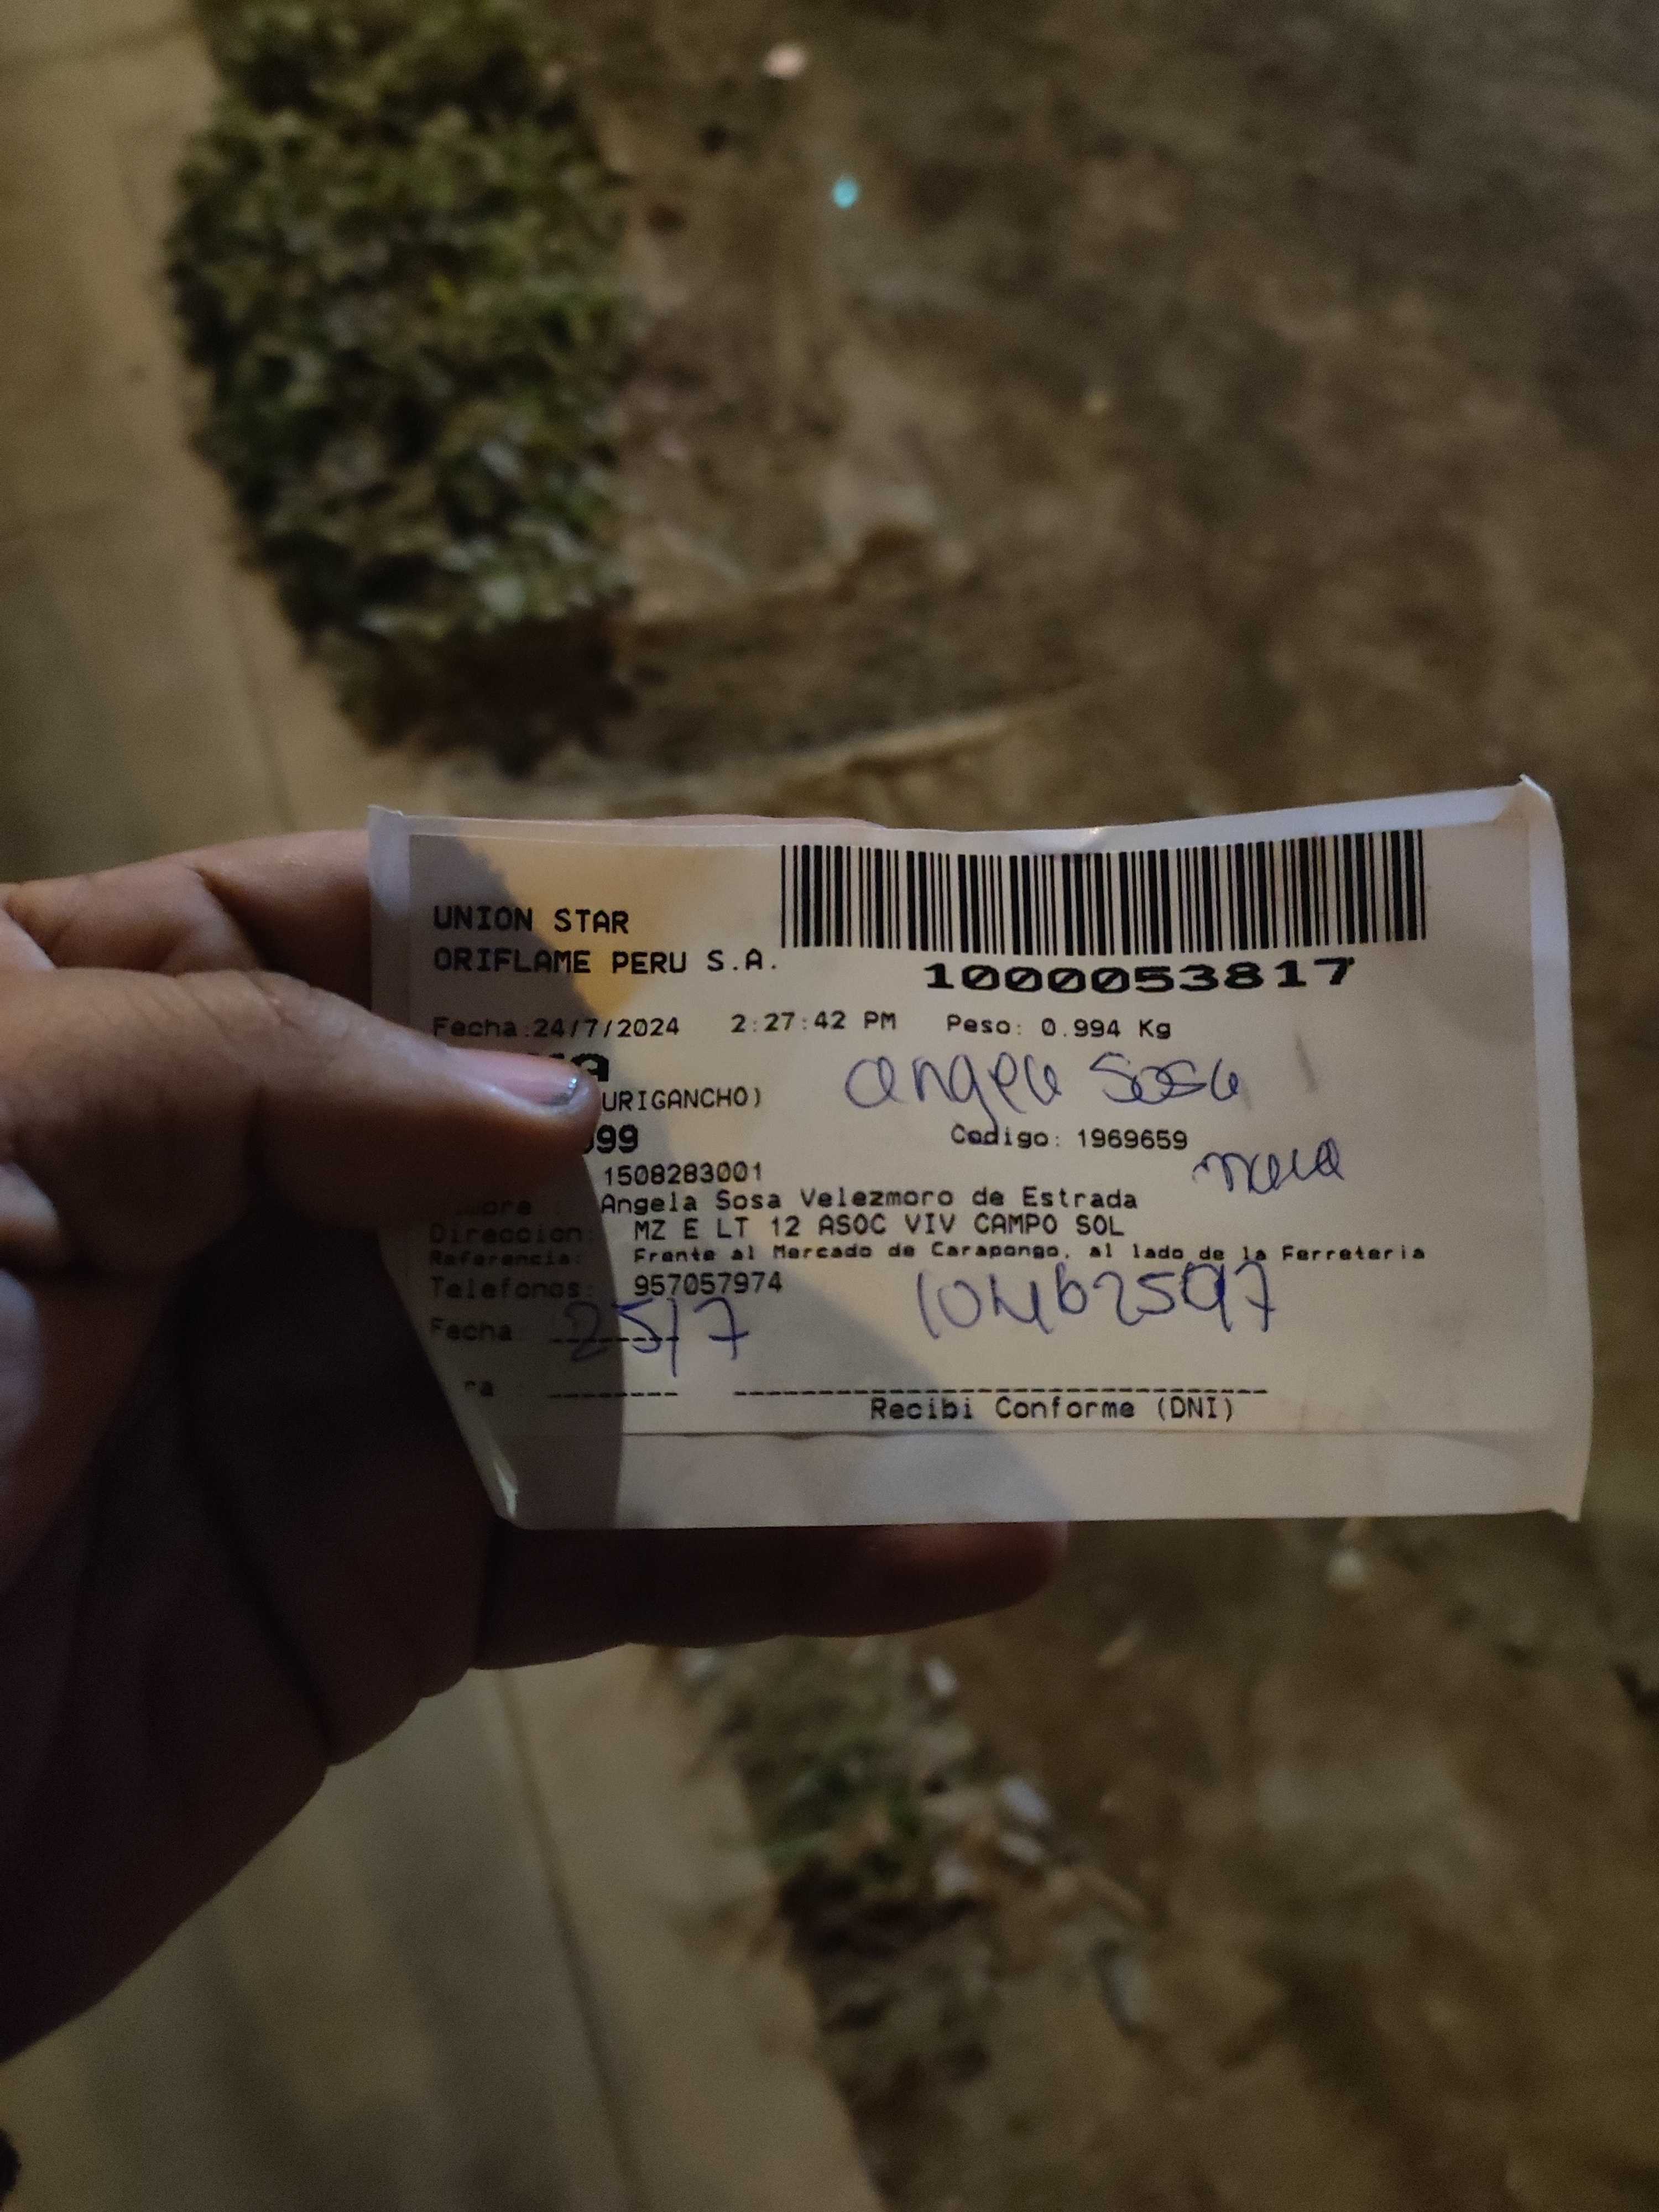 UNION STAR
ORIFLAME PERU S.A.
1000053817
Fecha:24/7/2024 2:27:42 PM Peso: 0.994 Kg
URIGANCHO)
angela Sosa
99 Codigo: 1969659
1508283001
Angela Sosa Velezmoro de Estrada
Direccion: MZ E LT 12 ASOC VIV CAMPO SOL
Referencia: Frente al Mercado de Carapongo, al lado de la Ferreteria
Telefonos: 957057974
10462597
Fecha: 25/7
Recibi Conforme (DNI)